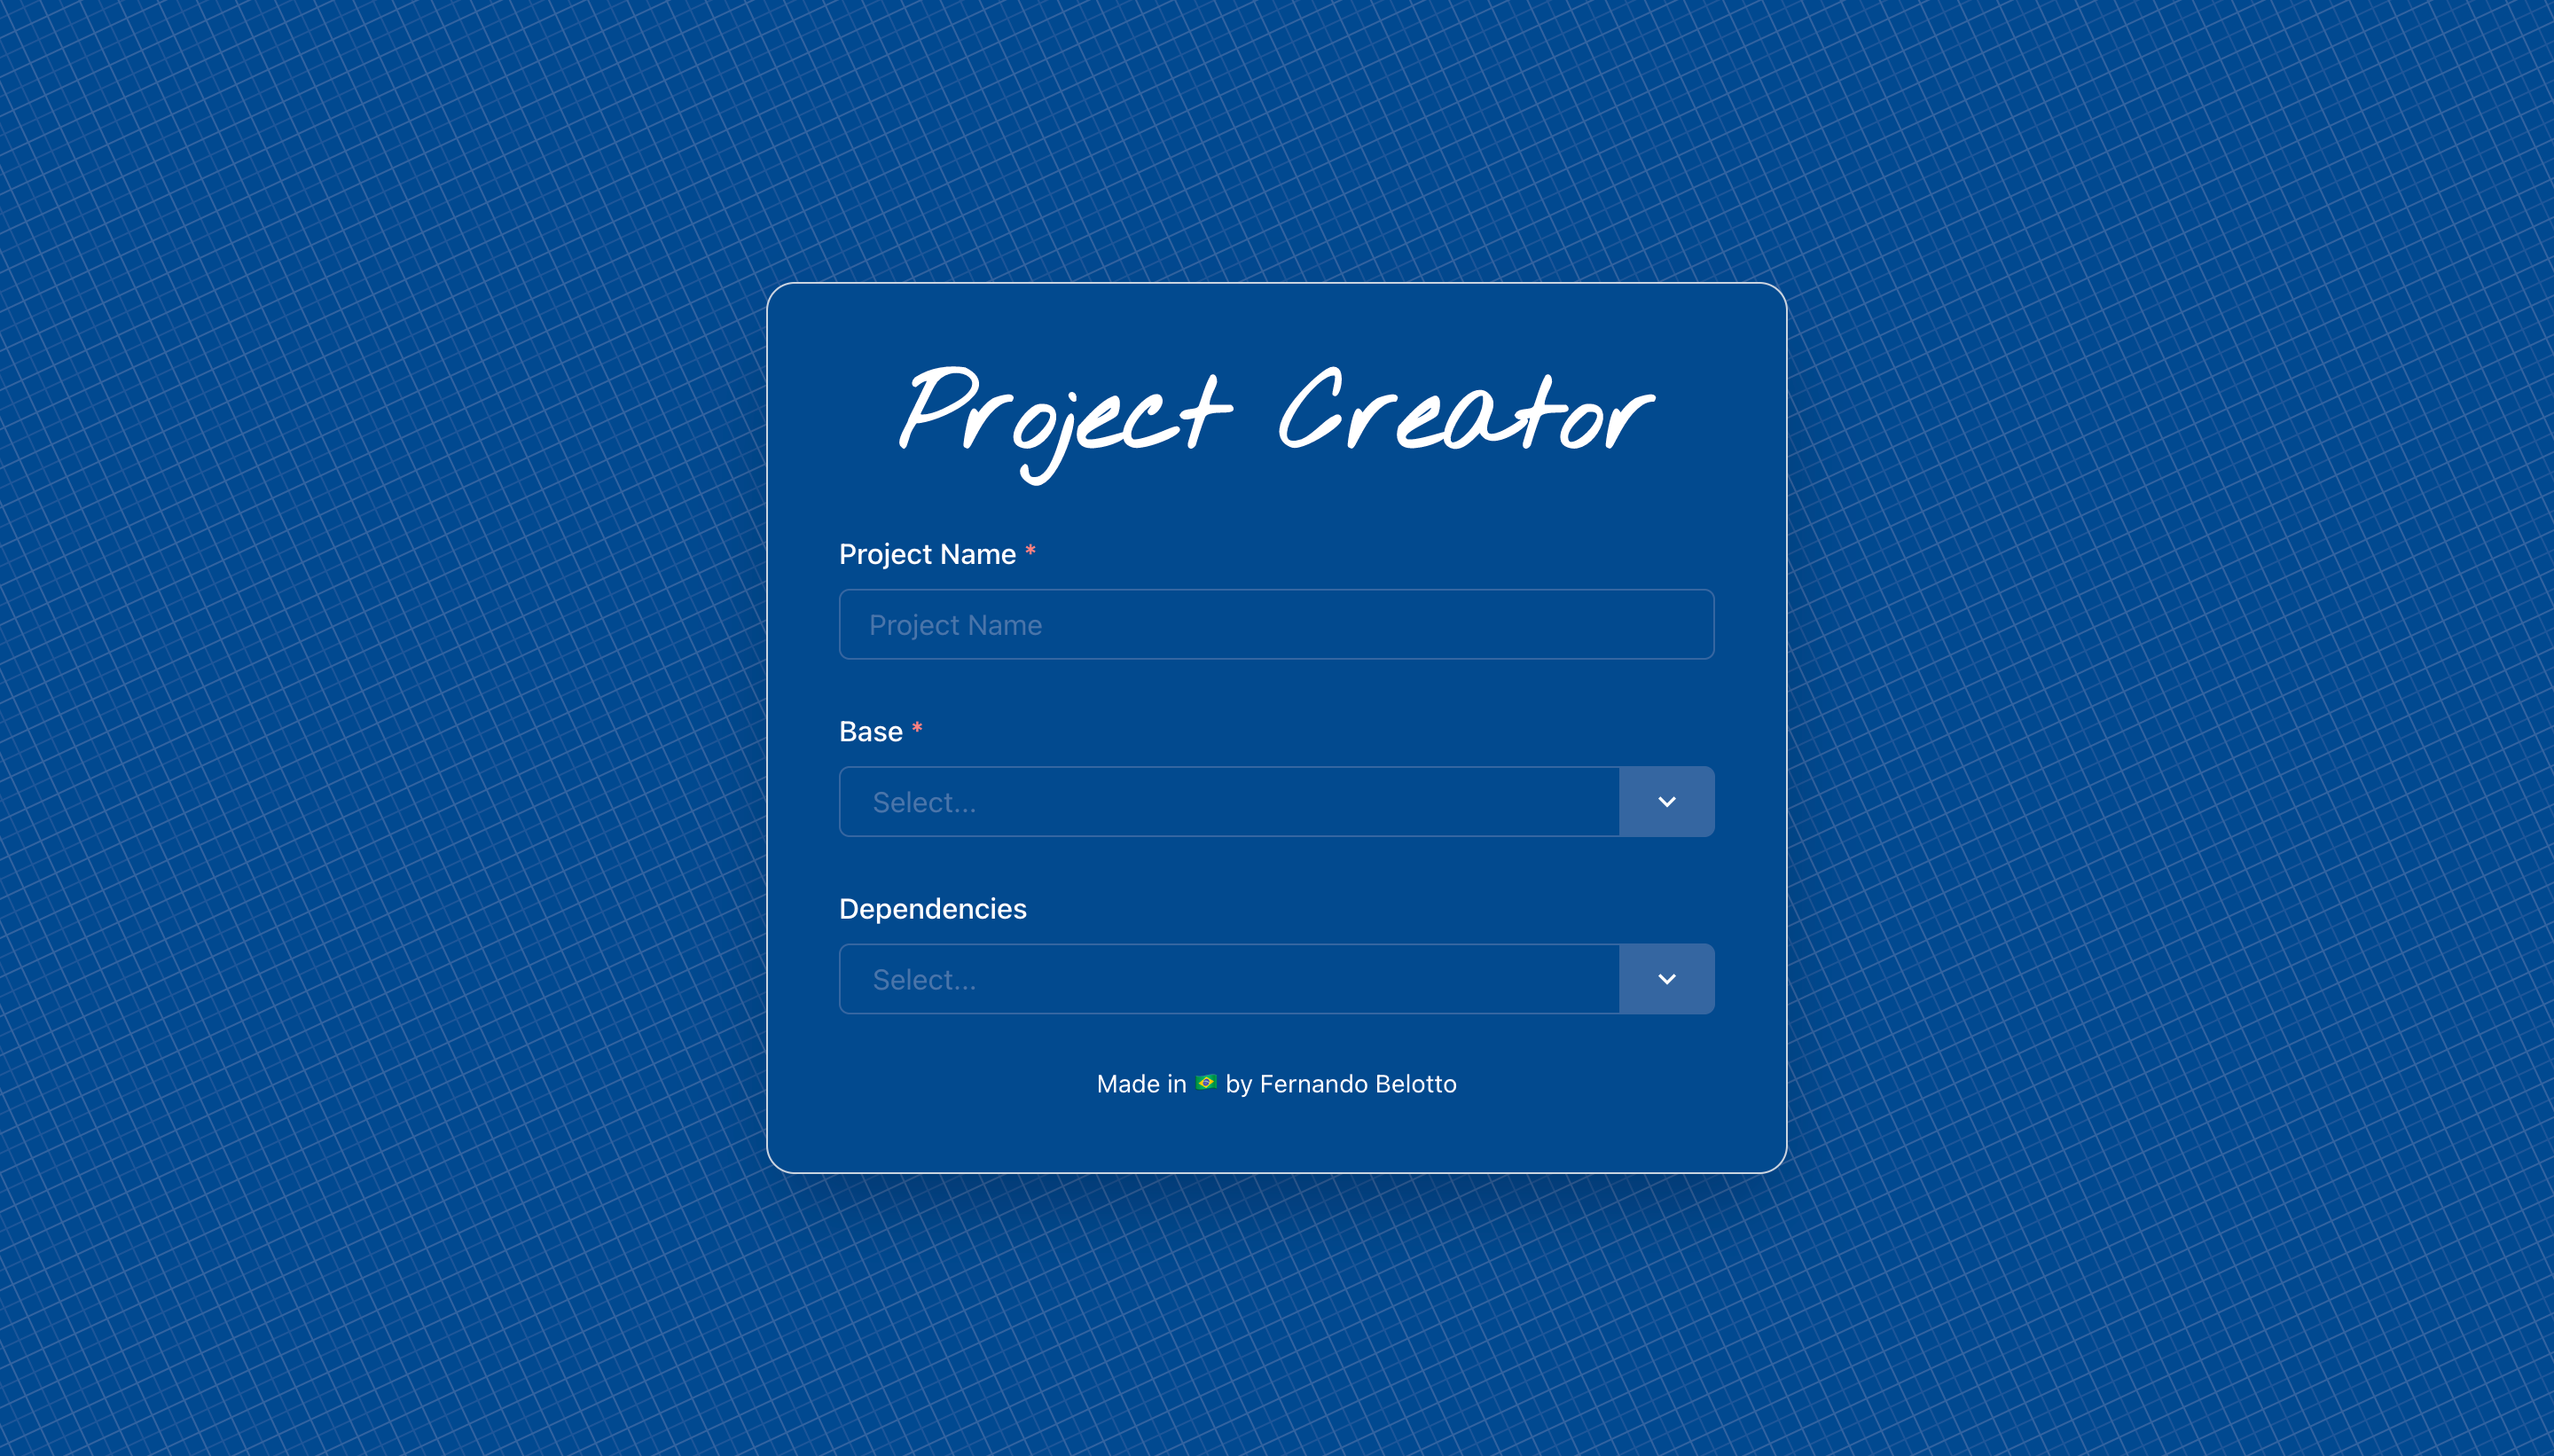 Project Creator
Project Name *
Project Name
Base *
Select...
Dependencies
Select...
Made in 🇧🇷 by Fernando Belotto